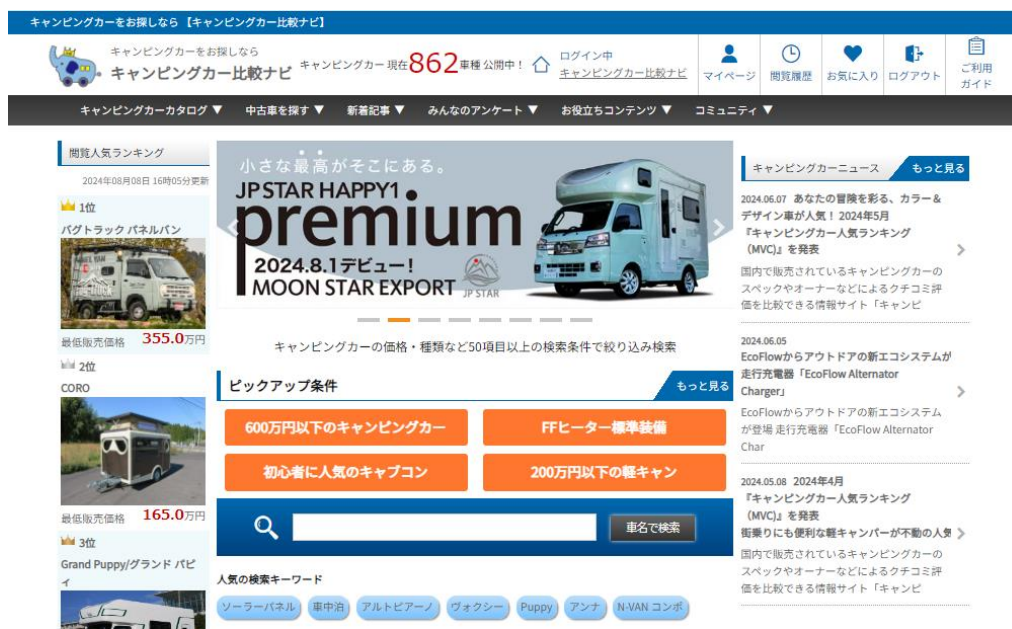 キャンピングカーをお探しなら 【キャンピングカー比較ナビ】
キャンピングカーをお探しなら
キャンピングカー比較ナビ
キャンピングカー 現在862車種 公開中！
ログイン中
キャンピングカー比較ナビ
マイページ
閲覧履歴
お気に入り
ログアウト
ご利用
ガイド
キャンピングカーカタログ ▼
中古車を探す ▼
新着記事 ▼
みんなのアンケート ▼
お役立ちコンテンツ ▼
コミュニティ ▼
閲覧人気ランキング
2024年08月08日 16時05分更新
1位
パグトラック パネルバン
最低販売価格 355.0万円
2位
CORO
最低販売価格 165.0万円
3位
Grand Puppy/グランド パピ
ィ
小さな最高がそこにある。
JP STAR HAPPY1
premium
2024.8.1デビュー！
MOON STAR EXPORT
JP STAR
キャンピングカーの価格・種類など50項目以上の検索条件で絞り込み検索
ピックアップ条件
もっと見る
600万円以下のキャンピングカー
FFヒーター標準装備
初心者に人気のキャブコン
200万円以下の軽キャン
車名で検索
人気の検索キーワード
ソーラーパネル
車中泊
アルトピアーノ
ヴォクシー
Puppy
アンナ
N-VAN コンポ
キャンピングカーニュース
もっと見る
2024.06.07 あなたの冒険を彩る、カラー＆
デザイン車が人気！ 2024年5月
『キャンピングカー人気ランキング
（MVC)』を発表
国内で販売されているキャンピングカーの
スペックやオーナーなどによるクチコミ評
価を比較できる情報サイト「キャンピ
2024.06.05
EcoFlowからアウトドアの新エコシステムが
走行充電器「EcoFlow Alternator
Charger」
EcoFlowからアウトドアの新エコシステム
が登場 走行充電器「EcoFlow Alternator
Char
2024.05.08 2024年4月
『キャンピングカー人気ランキング
（MVC)』を発表
街乗りにも便利な軽キャンパーが不動の人気
国内で販売されているキャンピングカーの
スペックやオーナーなどによるクチコミ評
価を比較できる情報サイト「キャンピ